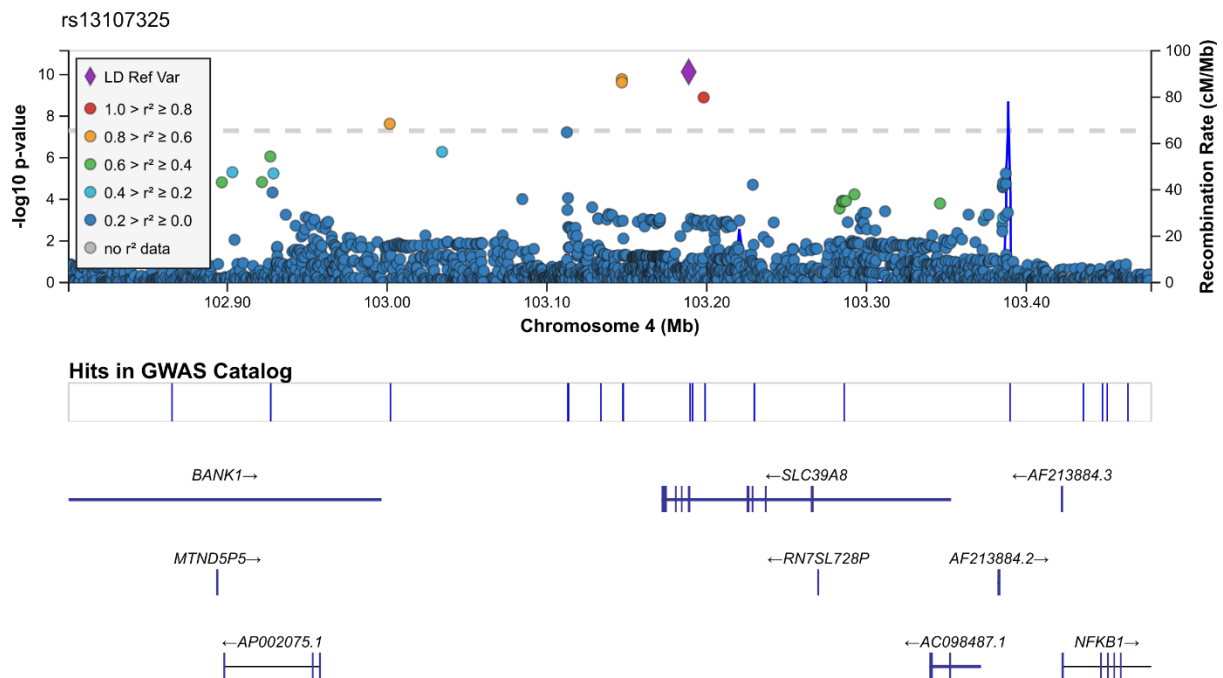 rs13107325
LD Ref Var
1.0 > r² ≥ 0.8
0.8 > r² ≥ 0.6
0.6 > r² ≥ 0.4
0.4 > r² ≥ 0.2
0.2 > r² ≥ 0.0
no r² data
-log10 p-value
10
8
6
4
2
0
100
80
60
40
20
0
Recombination Rate (cM/Mb)
102.90
103.00
103.10
103.20
103.30
103.40
Chromosome 4 (Mb)
Hits in GWAS Catalog
BANK1→
←SLC39A8
←AF213884.3
MTND5P5→
←RN7SL728P
AF213884.2→
←AP002075.1
←AC098487.1
NFKB1→